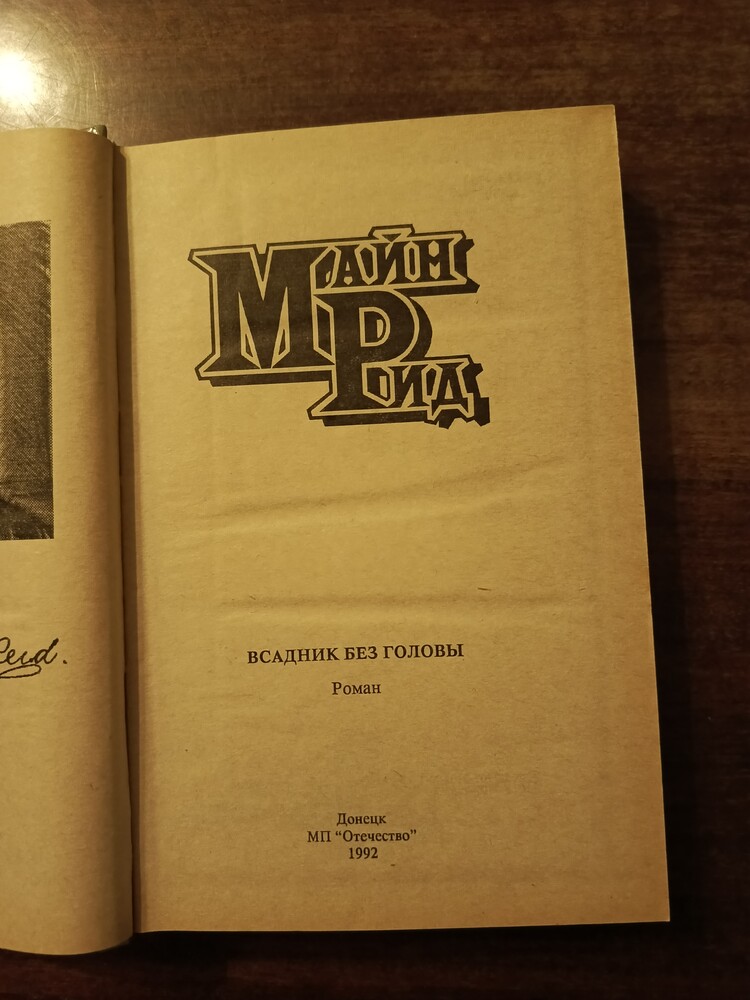 МАЙН
РИД
ВСАДНИК БЕЗ ГОЛОВЫ
Роман
Донецк
МП "Отечество"
1992